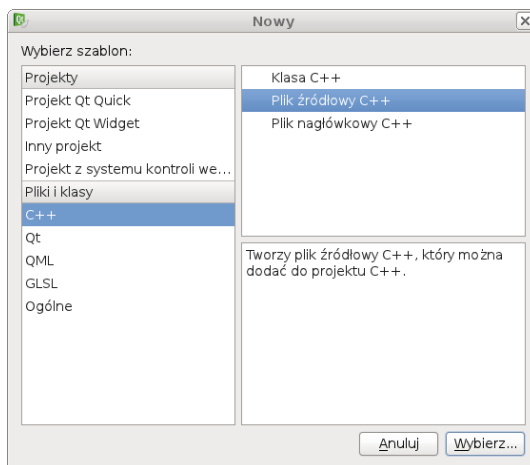 Nowy
Wybierz szablon:
Projekty
Projekt Qt Quick
Projekt Qt Widget
Inny projekt
Projekt z systemu kontroli we...
Pliki i klasy
C++
Qt
QML
GLSL
Ogólne
Klasa C++
Plik źródłowy C++
Plik nagłówkowy C++
Tworzy plik źródłowy C++, który można
dodać do projektu C++.
Anuluj
Wybierz...